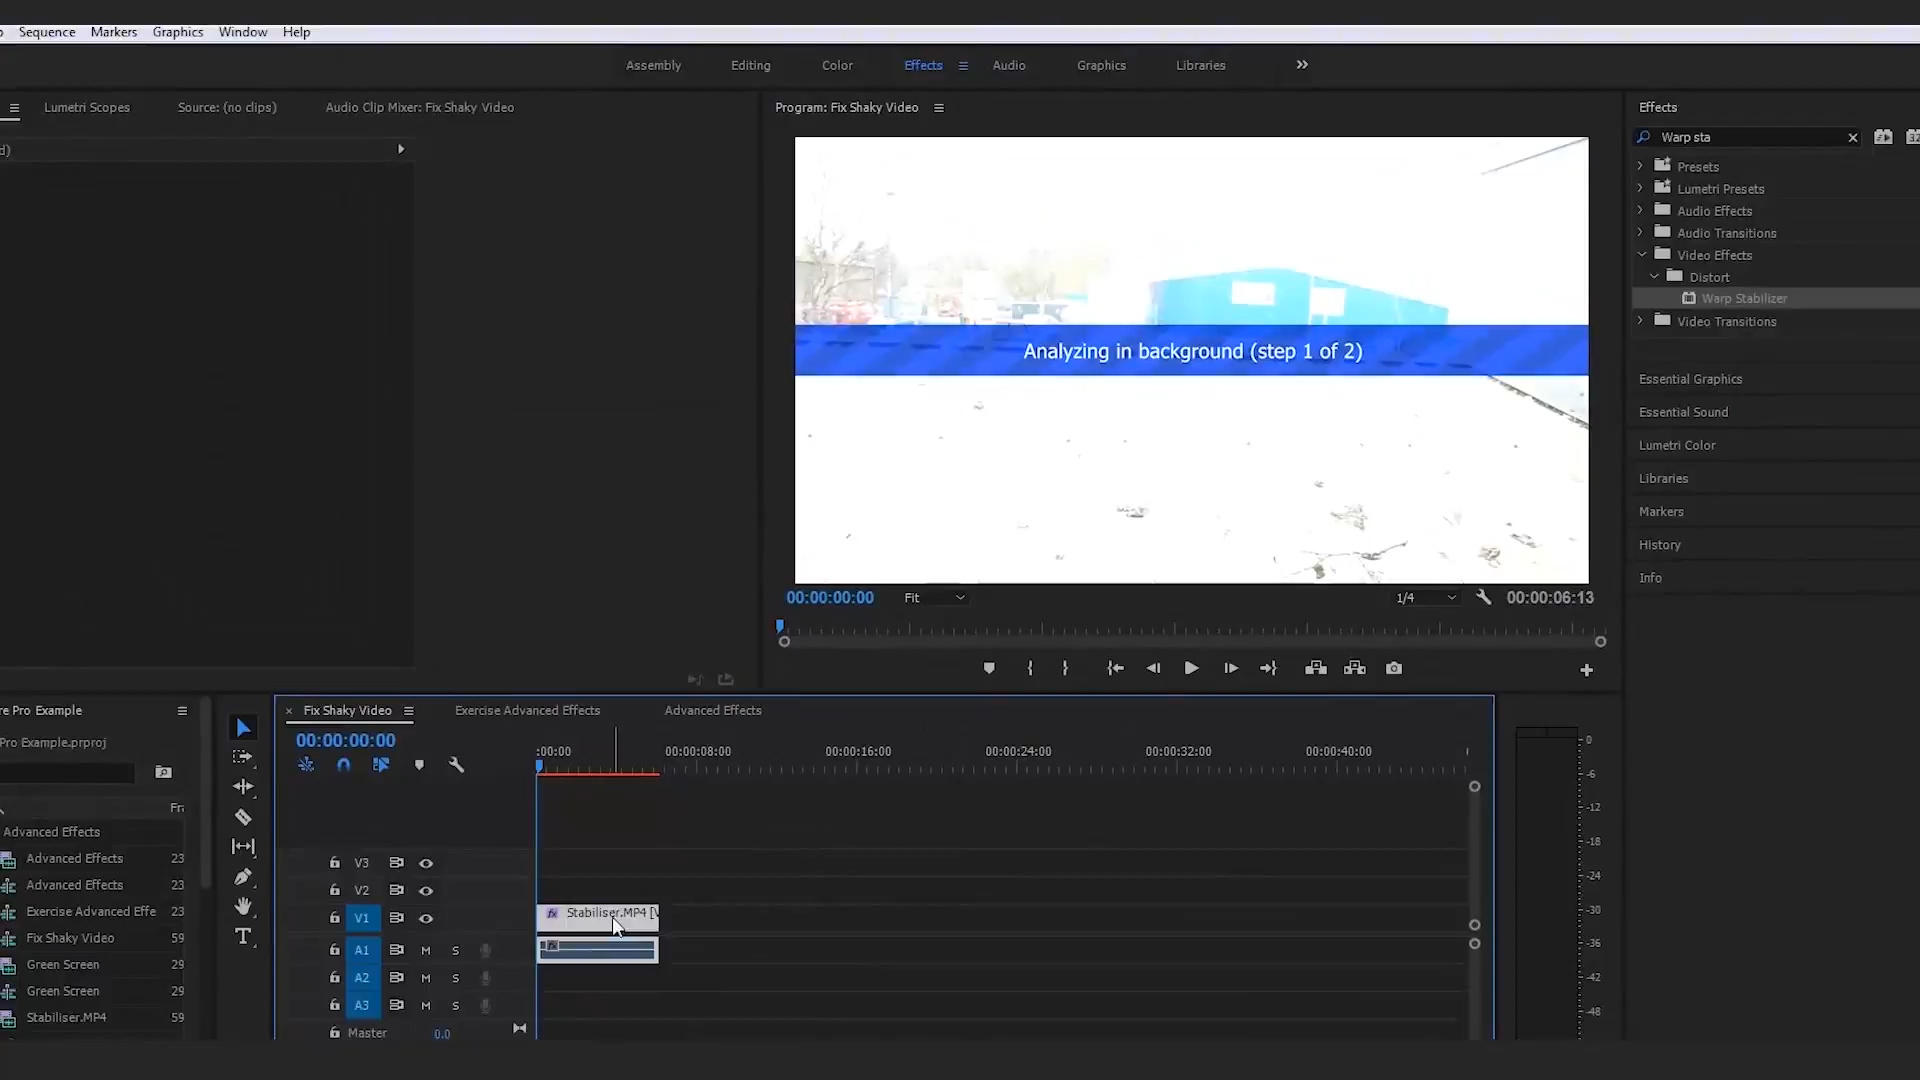 Sequence Markers Graphics Window Help
Assembly Editing Color Effects Audio Graphics Libraries
Lumetri Scopes Source: (no clips) Audio Clip Mixer: Fix Shaky Video
Program: Fix Shaky Video
Effects
Warp sta
Presets
Lumetri Presets
Audio Effects
Audio Transitions
Video Effects
Distort
Warp Stabilizer
Video Transitions
Analyzing in background (step 1 of 2)
Essential Graphics
Essential Sound
Lumetri Color
Libraries
Markers
History
Info
00:00:00:00 Fit 1/4 00:00:06:13
re Pro Example
Pro Example.prproj
Advanced Effects
Advanced Effects 23
Advanced Effects 23
Exercise Advanced Effe 23
Fix Shaky Video 59
Green Screen 29
Green Screen 29
Stabiliser.MP4 59
Fix Shaky Video Exercise Advanced Effects Advanced Effects
00:00:00:00
:00:00 00:00:08:00 00:00:16:00 00:00:24:00 00:00:32:00 00:00:40:00
V3
V2
V1 fx Stabiliser.MP4 [V
A1 M S fx
A2 M S
A3 M S
Master 0.0
0
-6
-12
-18
-24
-30
-36
-42
-48